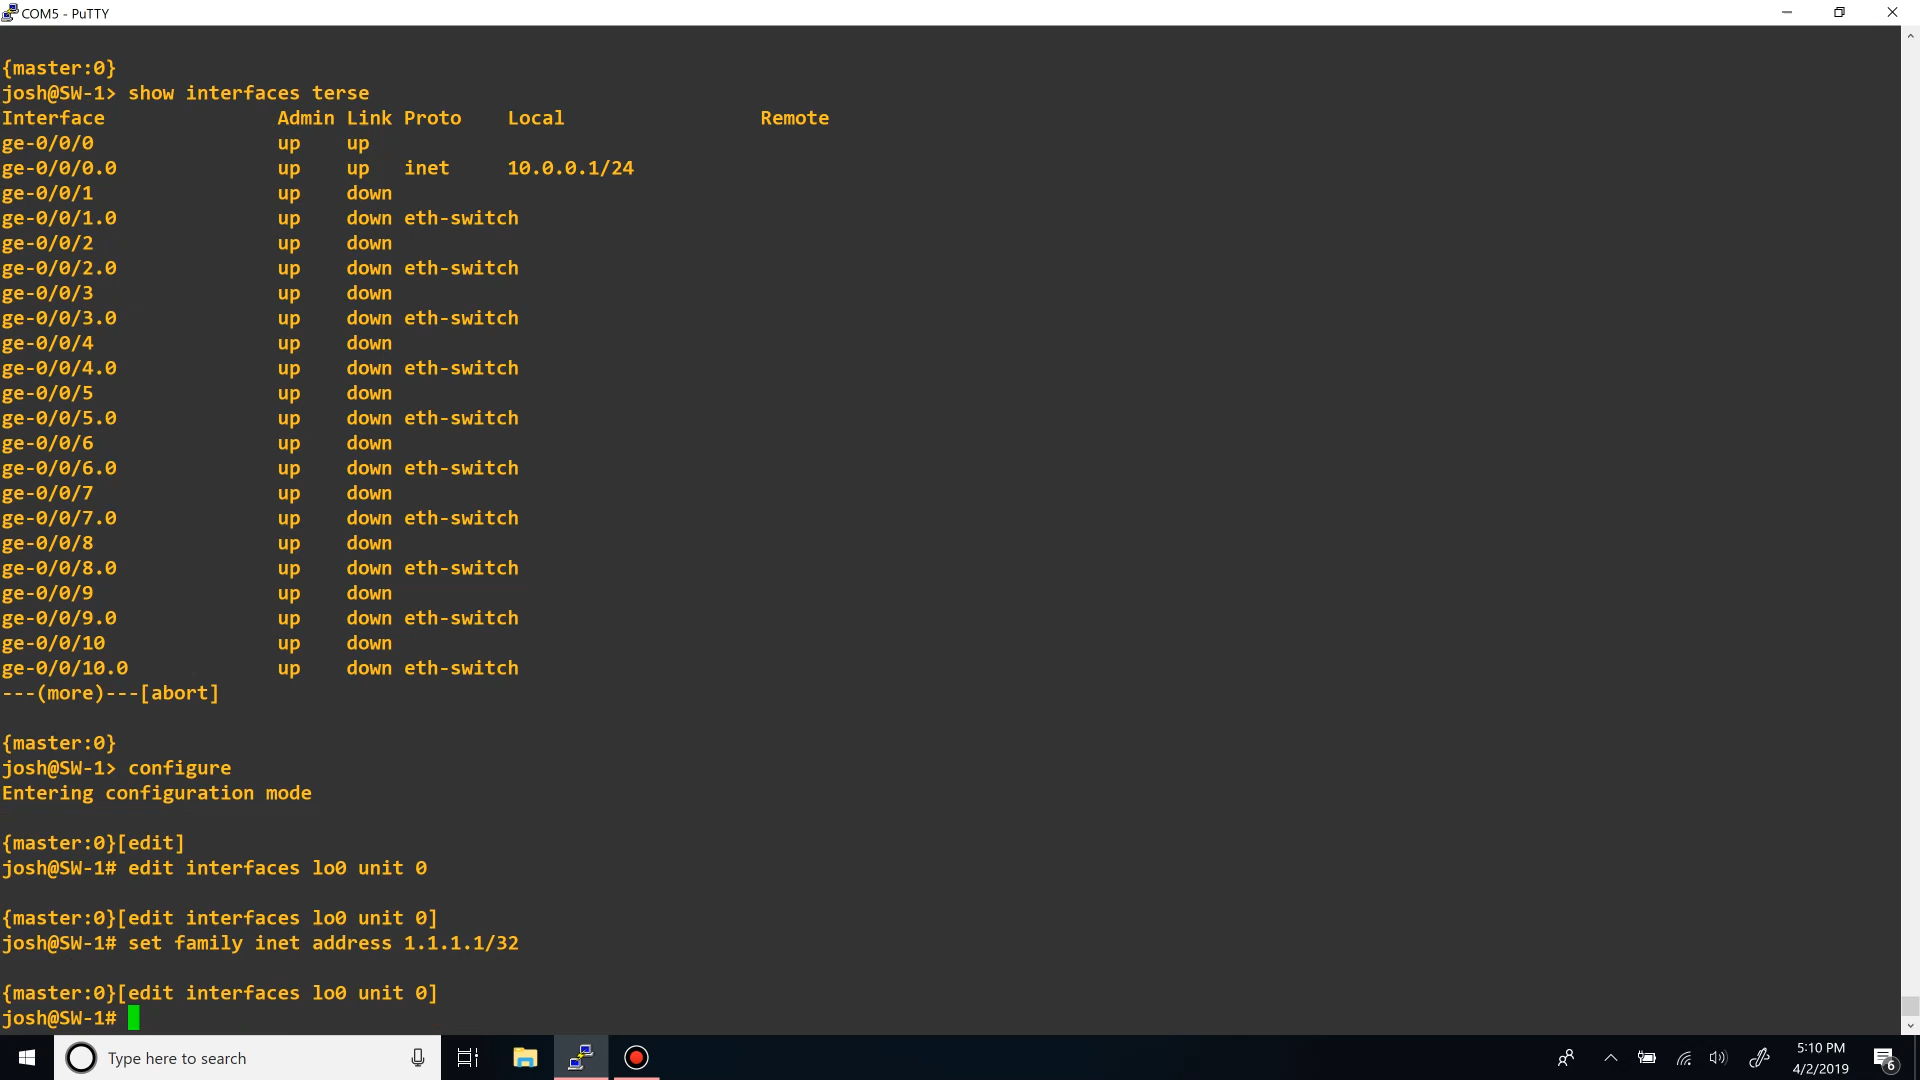 COM5 - PuTTY
{master:0}
josh@SW-1> show interfaces terse
Interface               Admin Link Proto    Local                 Remote
ge-0/0/0                up    up
ge-0/0/0.0              up    up   inet     10.0.0.1/24
ge-0/0/1                up    down
ge-0/0/1.0              up    down eth-switch
ge-0/0/2                up    down
ge-0/0/2.0              up    down eth-switch
ge-0/0/3                up    down
ge-0/0/3.0              up    down eth-switch
ge-0/0/4                up    down
ge-0/0/4.0              up    down eth-switch
ge-0/0/5                up    down
ge-0/0/5.0              up    down eth-switch
ge-0/0/6                up    down
ge-0/0/6.0              up    down eth-switch
ge-0/0/7                up    down
ge-0/0/7.0              up    down eth-switch
ge-0/0/8                up    down
ge-0/0/8.0              up    down eth-switch
ge-0/0/9                up    down
ge-0/0/9.0              up    down eth-switch
ge-0/0/10               up    down
ge-0/0/10.0             up    down eth-switch
---(more)---[abort]
{master:0}
josh@SW-1> configure
Entering configuration mode
{master:0}[edit]
josh@SW-1# edit interfaces lo0 unit 0
{master:0}[edit interfaces lo0 unit 0]
josh@SW-1# set family inet address 1.1.1.1/32
{master:0}[edit interfaces lo0 unit 0]
josh@SW-1#
Type here to search
5:10 PM
4/2/2019
6